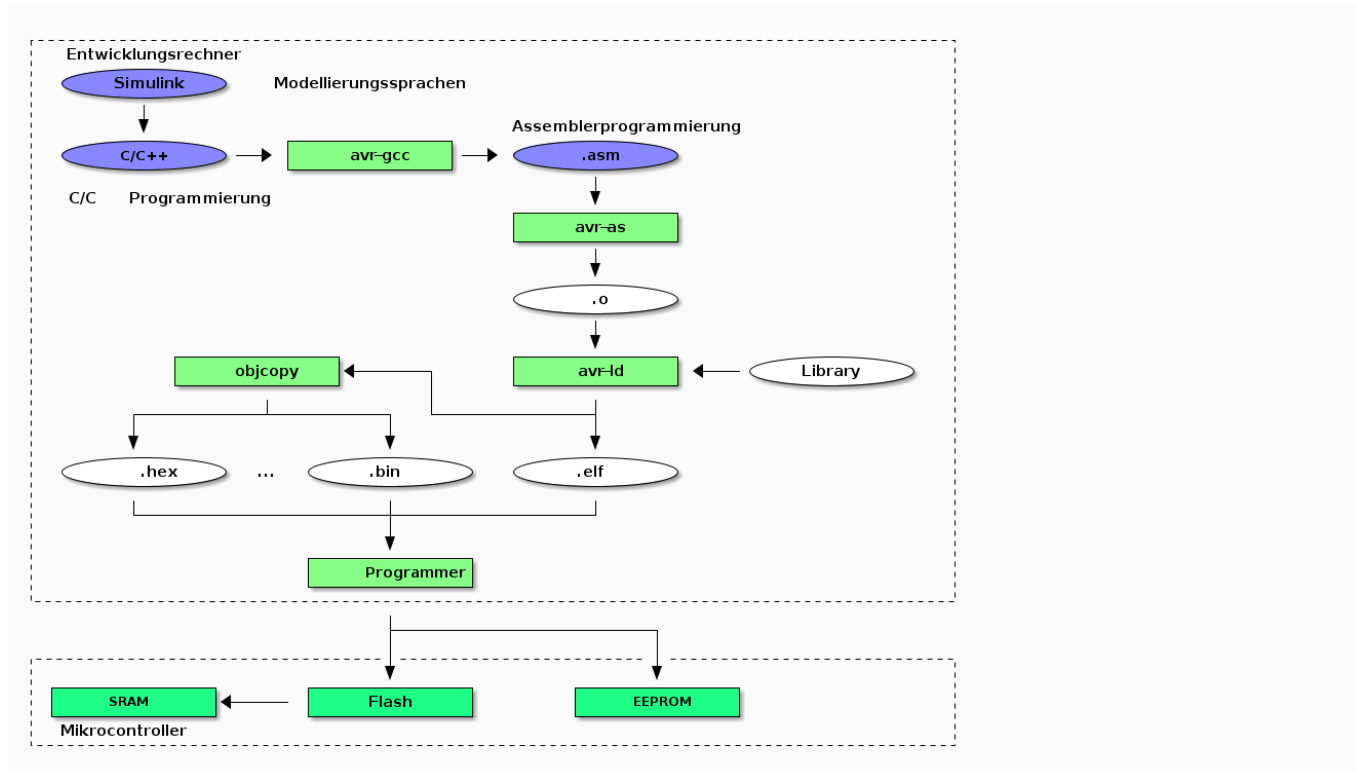 Entwicklungsrechner
Simulink Modellierungssprachen
Assemblerprogrammierung
C/C++ avr-gcc .asm
C/C Programmierung
avr-as
.o
objcopy avr-ld Library
.hex ... .bin .elf
Programmer
SRAM Flash EEPROM
Mikrocontroller